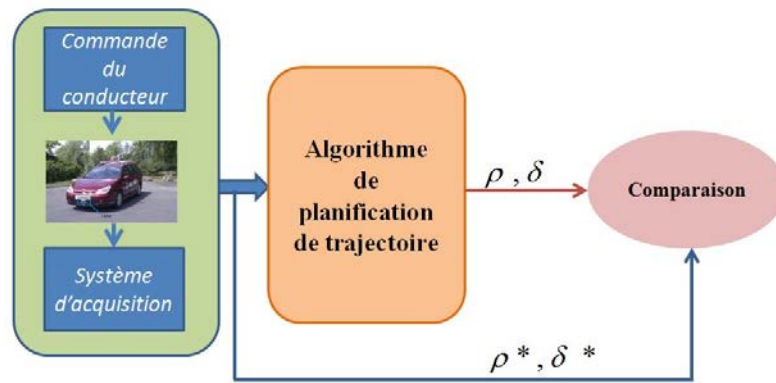 Commande
du
conducteur
Système
d'acquisition
Algorithme
de
planification
de trajectoire
ρ , δ
Comparaison
ρ * , δ *